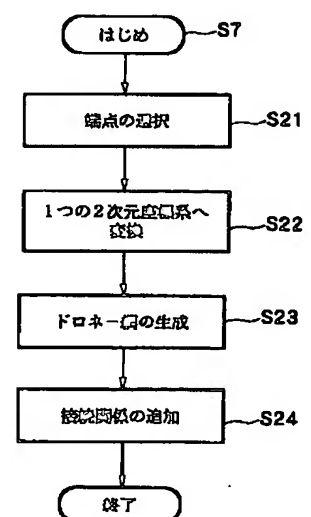 はじめ
S7
端点の選択
S21
1つの2次元座標系へ
変換
S22
ドロネー網の生成
S23
接続関係の追加
S24
終了